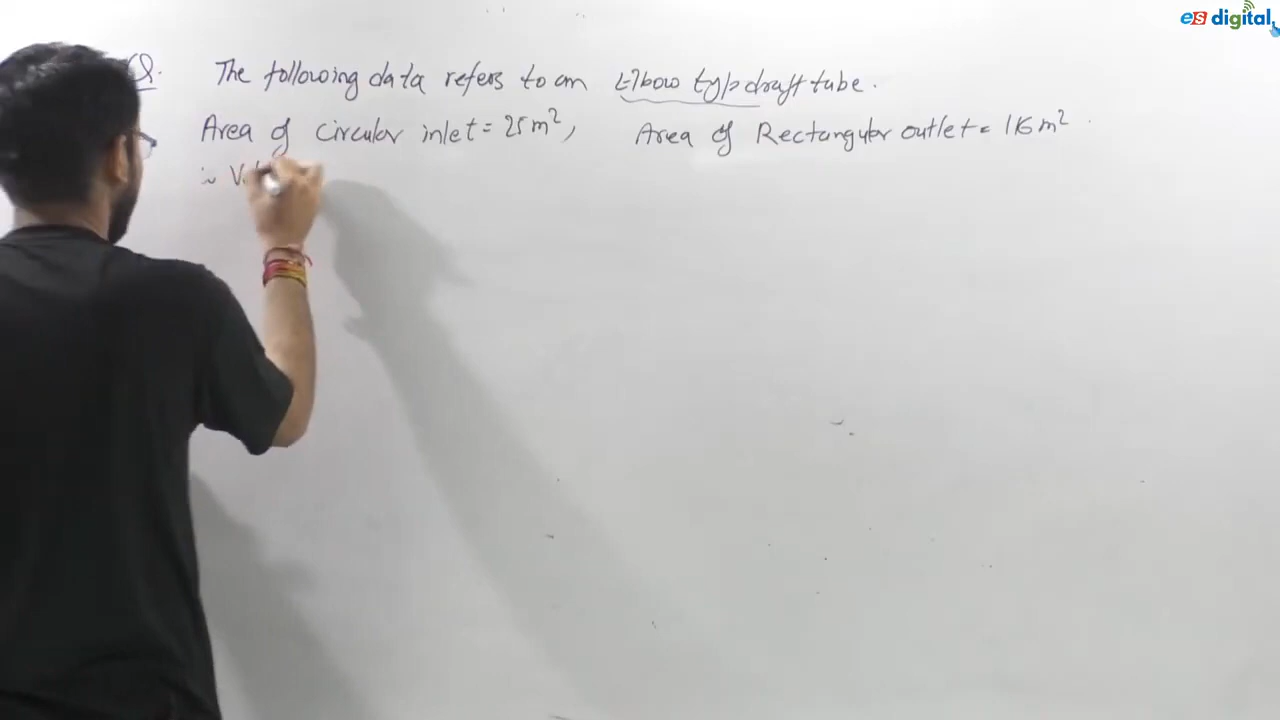 es digital
Q. The following data refers to an Elbow type draft tube.
Area of circular inlet = 25m², Area of Rectangular outlet = 116m²